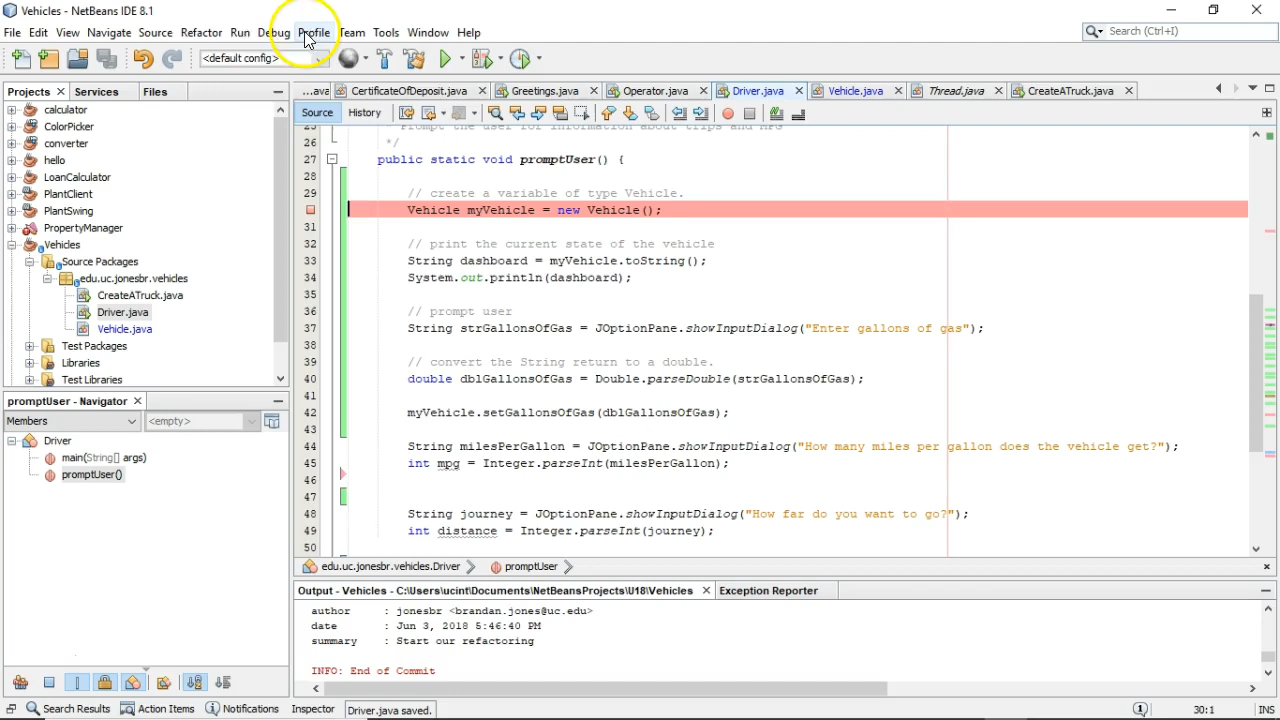 Vehicles - NetBeans IDE 8.1
File Edit View Navigate Source Refactor Run Debug Profile Team Tools Window Help
Search (Ctrl+I)
<default config>
Projects Services Files
...ava CertificateOfDeposit.java Greetings.java Operator.java Driver.java Vehicle.java Thread.java CreateATruck.java
Source History
calculator
ColorPicker
converter
hello
LoanCalculator
PlantClient
PlantSwing
PropertyManager
Vehicles
Source Packages
edu.uc.jonesbr.vehicles
CreateATruck.java
Driver.java
Vehicle.java
Test Packages
Libraries
Test Libraries
promptUser - Navigator
Members <empty>
Driver
main(String[] args)
promptUser()
25 Prompt the user for information about trips and MPG
26 */
27 public static void promptUser() {
28
29 // create a variable of type Vehicle.
Vehicle myVehicle = new Vehicle();
31
32 // print the current state of the vehicle
33 String dashboard = myVehicle.toString();
34 System.out.println(dashboard);
35
36 // prompt user
37 String strGallonsOfGas = JOptionPane.showInputDialog("Enter gallons of gas");
38
39 // convert the String return to a double.
40 double dblGallonsOfGas = Double.parseDouble(strGallonsOfGas);
41
42 myVehicle.setGallonsOfGas(dblGallonsOfGas);
43
44 String milesPerGallon = JOptionPane.showInputDialog("How many miles per gallon does the vehicle get?");
45 int mpg = Integer.parseInt(milesPerGallon);
46
47
48 String journey = JOptionPane.showInputDialog("How far do you want to go?");
49 int distance = Integer.parseInt(journey);
50
edu.uc.jonesbr.vehicles.Driver promptUser
Output - Vehicles - C:\Users\ucint\Documents\NetBeansProjects\U18\Vehicles Exception Reporter
author : jonesbr <brandan.jones@uc.edu>
date : Jun 3, 2018 5:46:40 PM
summary : Start our refactoring
INFO: End of Commit
Search Results Action Items Notifications Inspector Driver.java saved. 30:1 INS